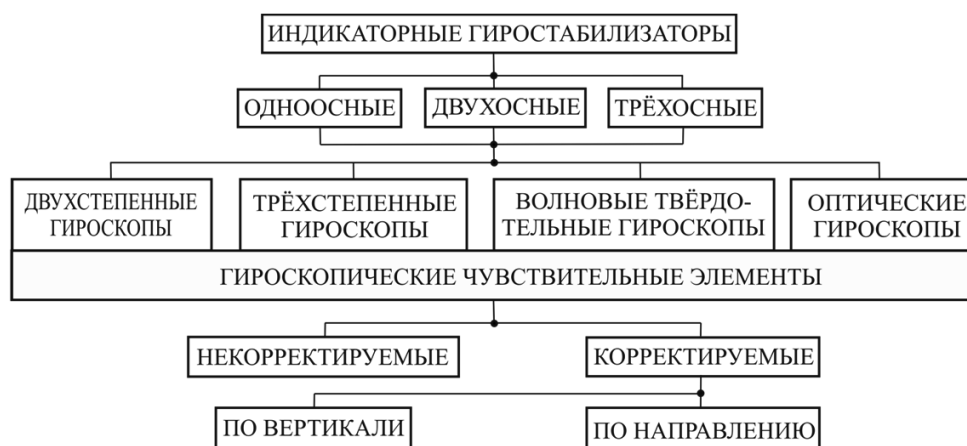 ИНДИКАТОРНЫЕ ГИРОСТАБИЛИЗАТОРЫ
ОДНООСНЫЕ
ДВУХОСНЫЕ
ТРЁХОСНЫЕ
ДВУХСТЕПЕННЫЕ
ГИРОСКОПЫ
ТРЁХСТЕПЕННЫЕ
ГИРОСКОПЫ
ВОЛНОВЫЕ ТВЁРДО-
ТЕЛЬНЫЕ ГИРОСКОПЫ
ОПТИЧЕСКИЕ
ГИРОСКОПЫ
ГИРОСКОПИЧЕСКИЕ ЧУВСТВИТЕЛЬНЫЕ ЭЛЕМЕНТЫ
НЕКОРРЕКТИРУЕМЫЕ
КОРРЕКТИРУЕМЫЕ
ПО ВЕРТИКАЛИ
ПО НАПРАВЛЕНИЮ